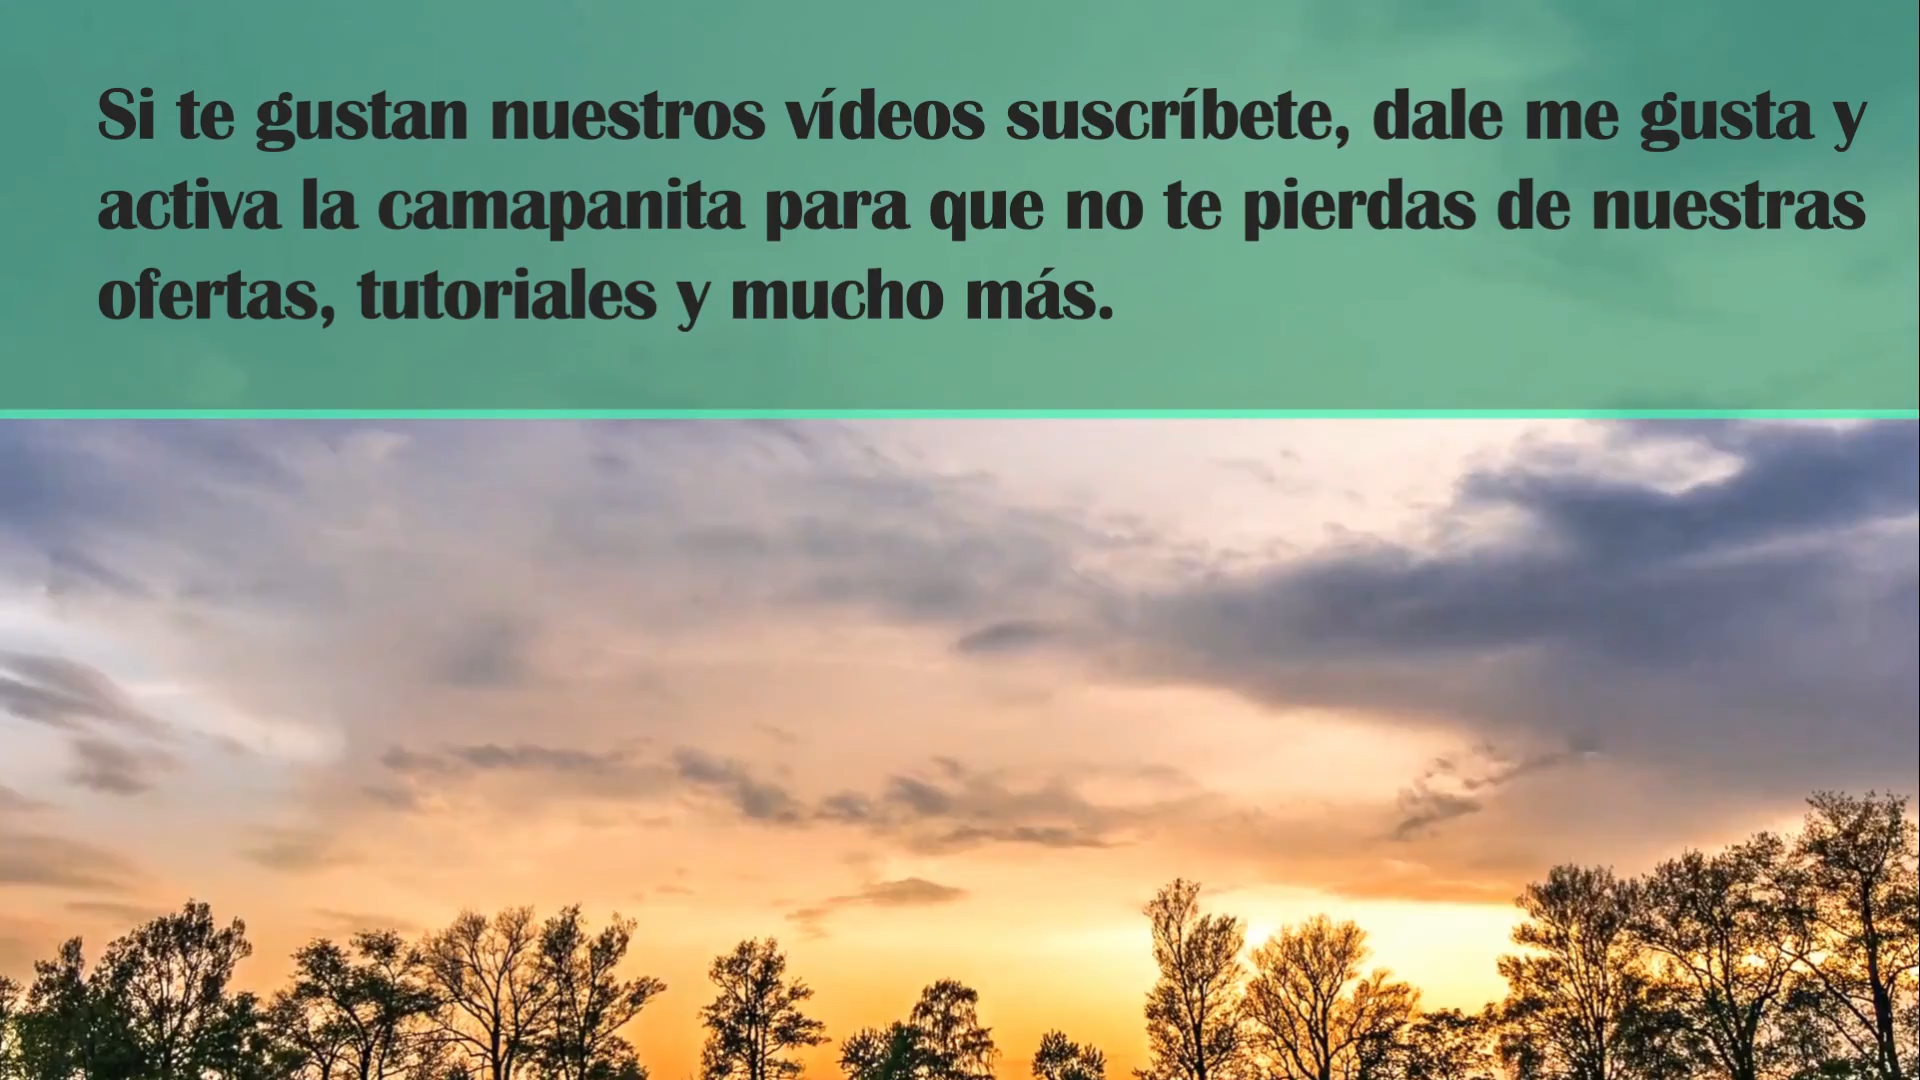 Si te gustan nuestros vídeos suscríbete, dale me gusta y
activa la camapanita para que no te pierdas de nuestras
ofertas, tutoriales y mucho más.